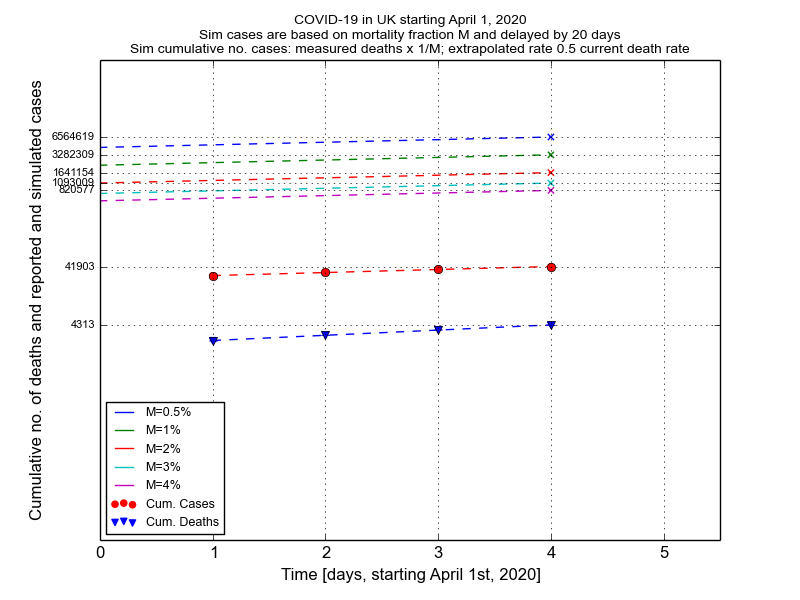 COVID-19 in UK starting April 1, 2020
Sim cases are based on mortality fraction M and delayed by 20 days
Sim cumulative no. cases: measured deaths x 1/M; extrapolated rate 0.5 current death rate
Cumulative no. of deaths and reported and simulated cases
6564619
3282309
1641154
1093009
820577
41903
4313
M=0.5%
M=1%
M=2%
M=3%
M=4%
Cum. Cases
Cum. Deaths
0 1 2 3 4 5
Time [days, starting April 1st, 2020]